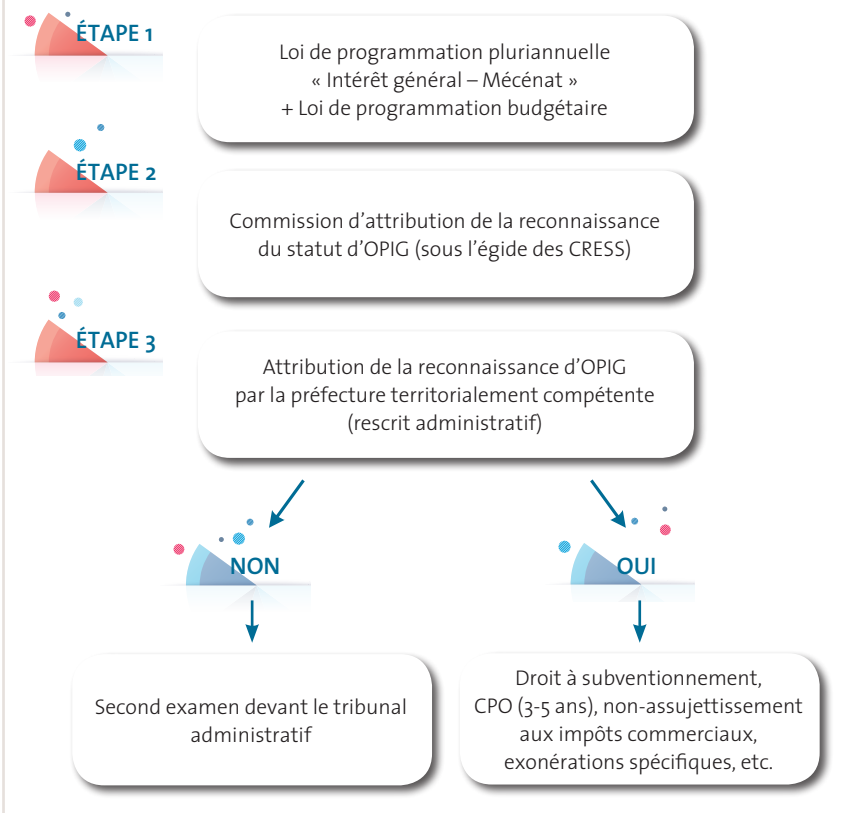 ÉTAPE 1
Loi de programmation pluriannuelle
« Intérêt général – Mécénat »
+ Loi de programmation budgétaire
ÉTAPE 2
Commission d’attribution de la reconnaissance
du statut d’OPIG (sous l’égide des CRESS)
ÉTAPE 3
Attribution de la reconnaissance d’OPIG
par la préfecture territorialement compétente
(rescrit administratif)
NON
OUI
Second examen devant le tribunal
administratif
Droit à subventionnement,
CPO (3-5 ans), non-assujettissement
aux impôts commerciaux,
exonérations spécifiques, etc.